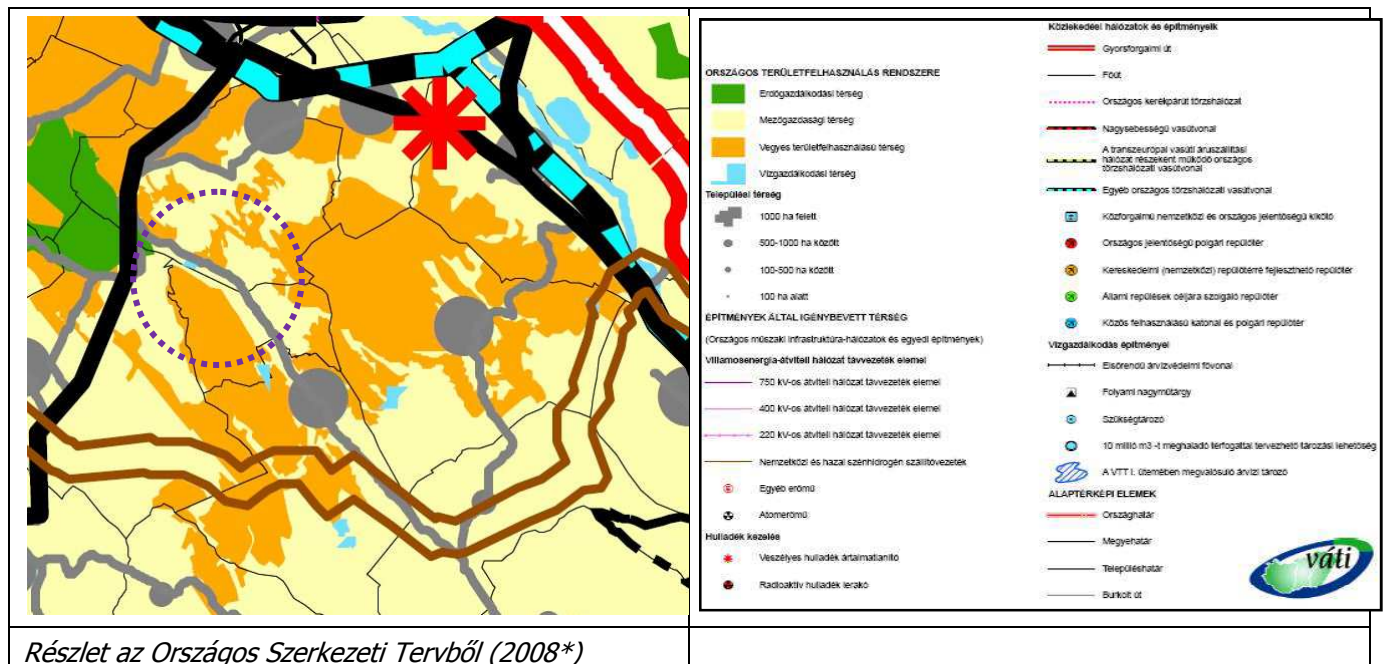 ORSZÁGOS TERÜLETFELHASZNÁLÁS RENDSZERE
Erdőgazdálkodási térség
Mezőgazdasági térség
Vegyes területfelhasználású térség
Vízgazdálkodási térség
Települési térség
1000 ha felett
500-1000 ha között
100-500 ha között
100 ha alatt
ÉPÍTMÉNYEK ÁLTAL IGÉNYBEVETT TÉRSÉG
(Országos műszaki infrastruktúra-hálózatok és egyedi építmények)
Villamosenergia-átviteli hálózat távvezeték elemei
750 kV-os átviteli hálózat távvezeték elemei
400 kV-os átviteli hálózat távvezeték elemei
220 kV-os átviteli hálózat távvezeték elemei
Nemzetközi és hazai szénhidrogén szállítóvezeték
Egyéb erőmű
Atomerőmű
Hulladék kezelés
Veszélyes hulladék ártalmatlanító
Radioaktív hulladék lerakó
Közlekedési hálózatok és építményeik
Gyorsforgalmi út
Főút
Országos kerékpárút törzshálózat
Nagysebességű vasútvonal
A transzeurópai vasúti áruszállítási
hálózat részeként működő országos
törzshálózati vasútvonal
Egyéb országos törzshálózati vasútvonal
Közforgalmú nemzetközi és országos jelentőségű kikötő
Országos jelentőségű polgári repülőtér
Kereskedelmi (nemzetközi) repülőtérré fejleszthető repülőtér
Állami repülések céljára szolgáló repülőtér
Közös felhasználású katonai és polgári repülőtér
Vízgazdálkodás építményei
Elsőrendű árvízvédelmi fővonal
Folyami nagyműtárgy
Szükségtározó
10 millió m3 -t meghaladó térfogattal tervezhető tározási lehetőség
A VTT I. ütemében megvalósuló árvízi tározó
ALAPTÉRKÉPI ELEMEK
Országhatár
Megyehatár
Településhatár
Burkolt út
váti
Részlet az Országos Szerkezeti Tervből (2008*)